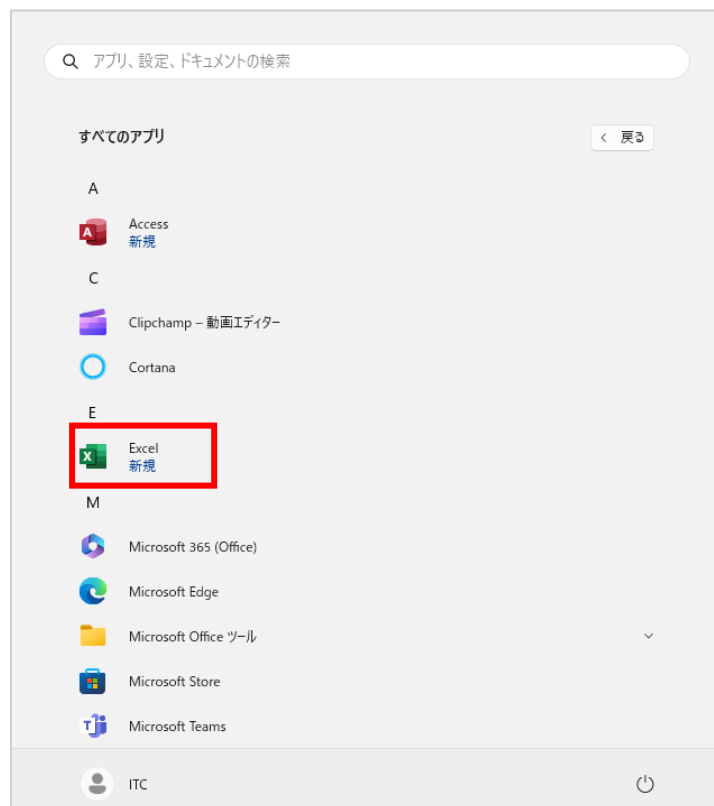 アプリ、設定、ドキュメントの検索
すべてのアプリ
戻る
A
Access
新規
C
Clipchamp – 動画エディター
Cortana
E
Excel
新規
M
Microsoft 365 (Office)
Microsoft Edge
Microsoft Office ツール
Microsoft Store
Microsoft Teams
ITC